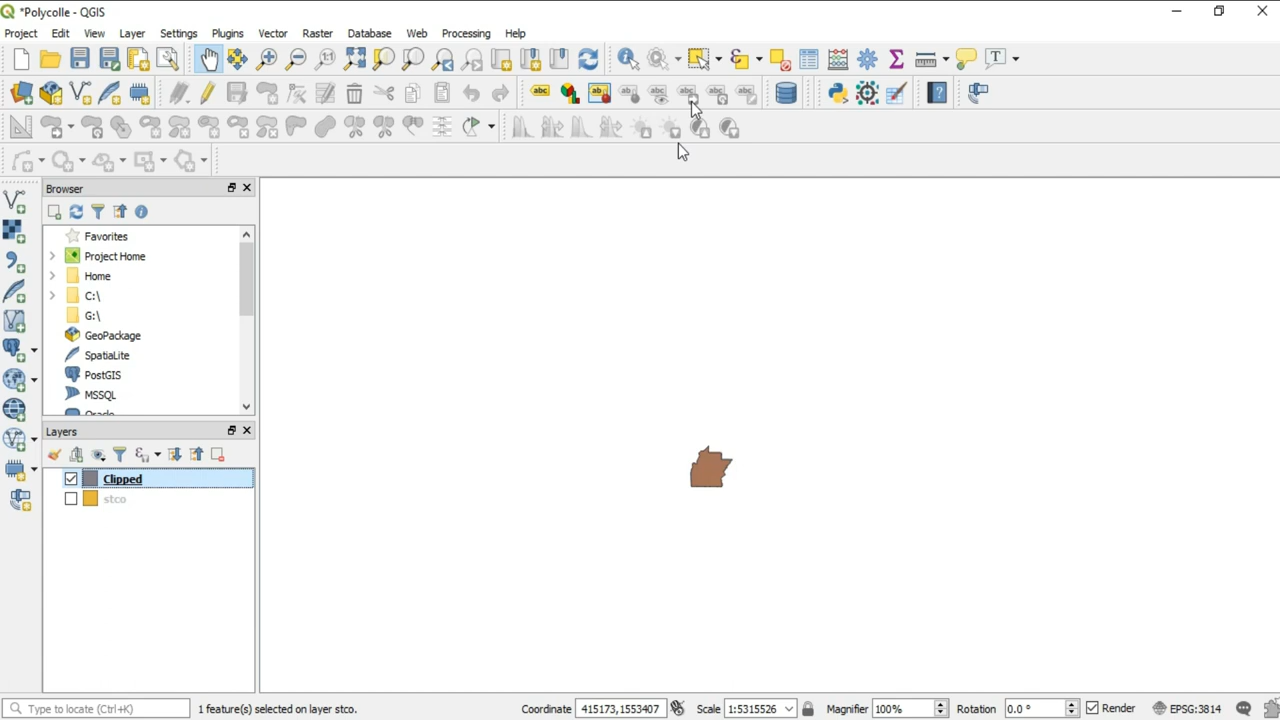 *Polycolle - QGIS
Project Edit View Layer Settings Plugins Vector Raster Database Web Processing Help
Browser
Favorites
Project Home
Home
C:\
G:\
GeoPackage
SpatiaLite
PostGIS
MSSQL
Oracle
Layers
Clipped
stco
Type to locate (Ctrl+K) 1 feature(s) selected on layer stco. Coordinate 415173,1553407 Scale 1:5315526 Magnifier 100% Rotation 0.0 ° Render EPSG:3814